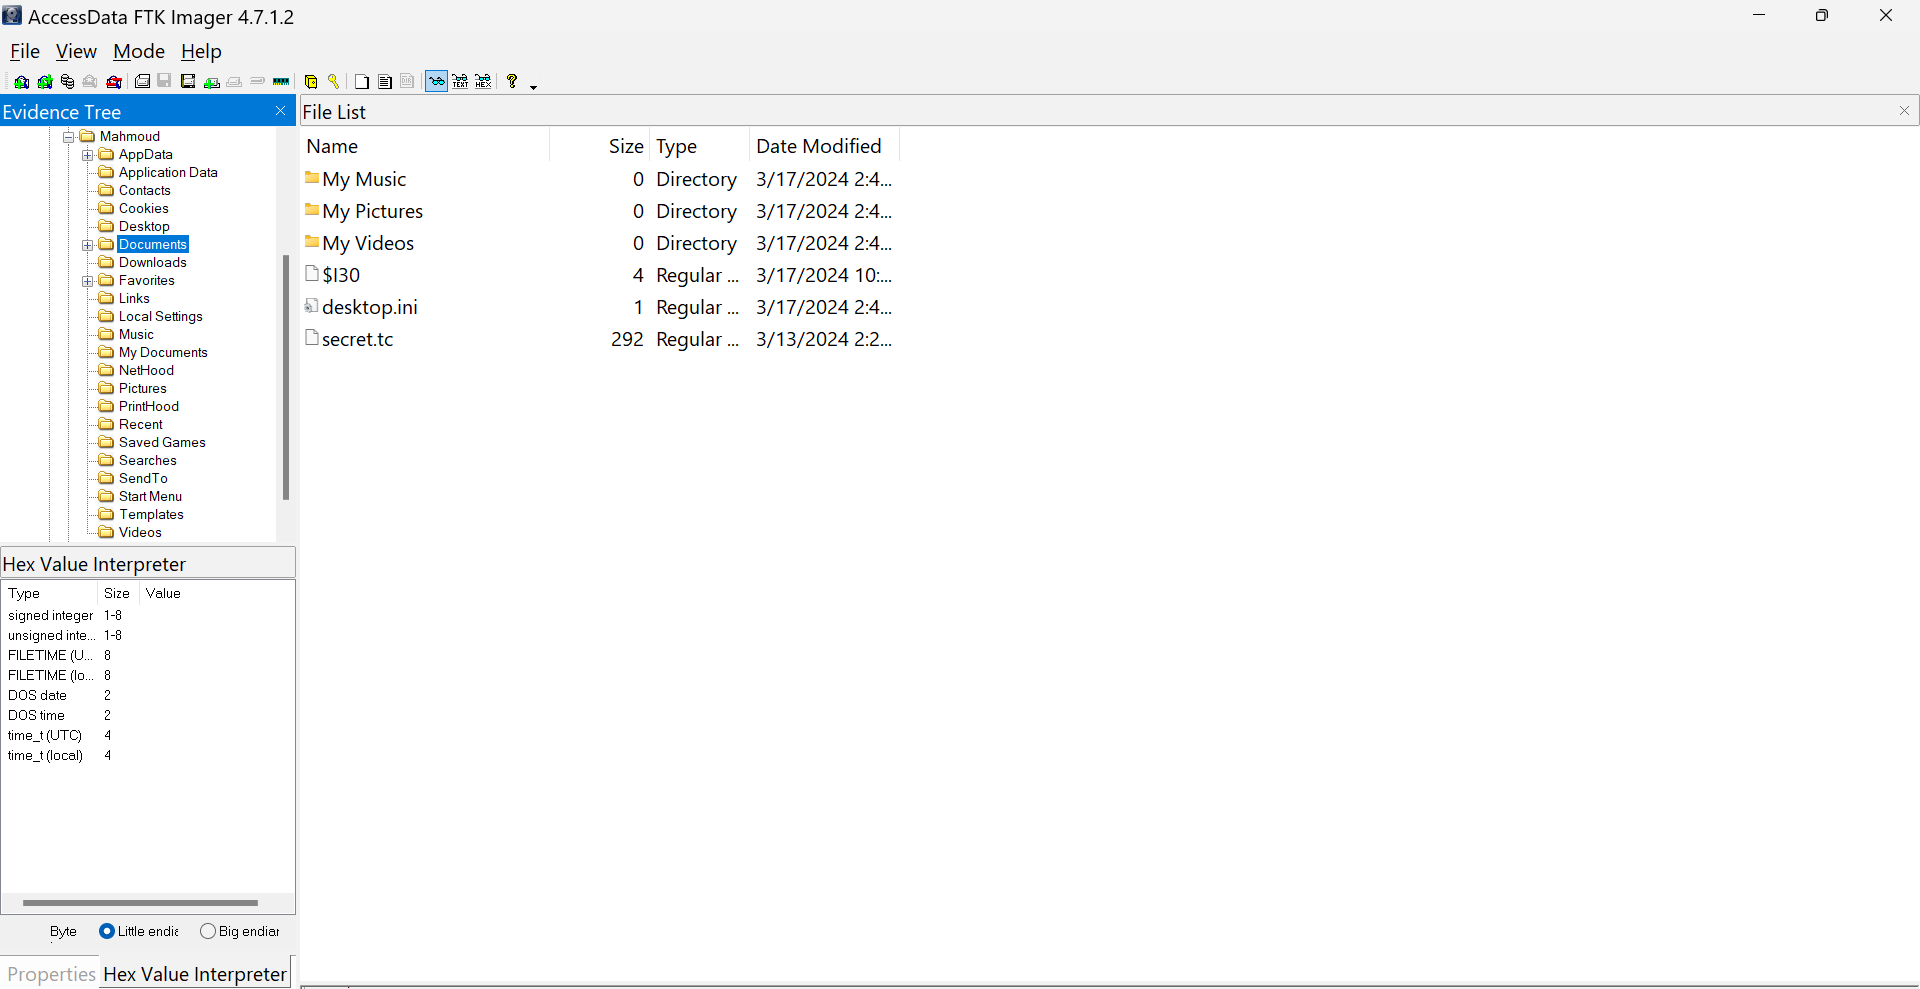 AccessData FTK Imager 4.7.1.2
File View Mode Help
Evidence Tree
Mahmoud
AppData
Application Data
Contacts
Cookies
Desktop
Documents
Downloads
Favorites
Links
Local Settings
Music
My Documents
NetHood
Pictures
PrintHood
Recent
Saved Games
Searches
SendTo
Start Menu
Templates
Videos
Hex Value Interpreter
Type Size Value
signed integer 1-8
unsigned inte... 1-8
FILETIME (U... 8
FILETIME (lo... 8
DOS date 2
DOS time 2
time_t (UTC) 4
time_t (local) 4
Byte Little endia Big endian
Properties Hex Value Interpreter
File List
Name Size Type Date Modified
My Music 0 Directory 3/17/2024 2:4...
My Pictures 0 Directory 3/17/2024 2:4...
My Videos 0 Directory 3/17/2024 2:4...
$I30 4 Regular ... 3/17/2024 10:...
desktop.ini 1 Regular ... 3/17/2024 2:4...
secret.tc 292 Regular ... 3/13/2024 2:2...